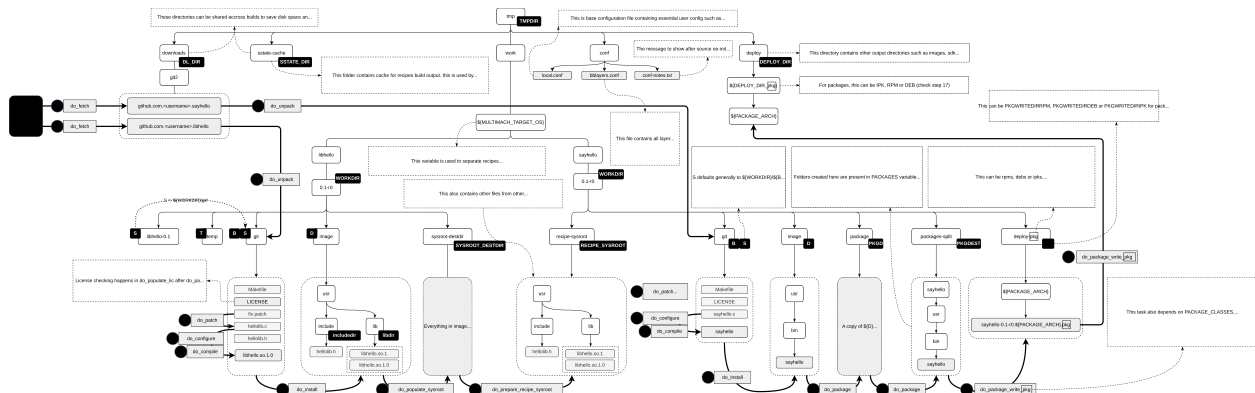 tmp
TMPDIR
These directories can be shared accross builds to save disk space an...
This is base configuration file containing essential user config such as...
The message to show after source oe-init...
downloads
DL_DIR
sstate-cache
SSTATE_DIR
work
conf
deploy
DEPLOY_DIR
This directory contains other output directories such as images, sdk...
git2
This folder contains cache for recipes build output, this is used by...
local.conf
bblayers.conf
conf-notes.txt
${DEPLOY_DIR_pkg}
For packages, this can be IPK, RPM or DEB (check step 17)
do_fetch
github.com.<username>.sayhello
do_unpack
This can be PKGWRITEDIRRPM, PKGWRITEDIRDEB or PKGWRITEDIRIPK for pack...
do_fetch
github.com.<username>.libhello
${MULTIMACH_TARGET_OS}
${PACKAGE_ARCH}
This file contains all layer...
libhello
sayhello
This variable is used to separate recipes...
do_unpack
0.1-r0
WORKDIR
0.1-r0
WORKDIR
This also contains other files from other...
S defaults generally to ${WORKDIR}/${B...
Folders created here are present in PACKAGES variable...
This can be rpms, debs or ipks....
S
libhello-0.1
T
temp
B
S
git
D
image
sysroot-destdir
SYSROOT_DESTDIR
recipe-sysroot
RECIPE_SYSROOT
git
B
S
image
D
package
PKGD
packages-split
PKGDEST
deploy-pkg
do_package_write_pkg
License checking happens in do_populate_lic after do_pa...
Makefile
LICENSE
fix.patch
hellolib.c
hellolib.h
libhello.so.1.0
do_patch
do_configure
do_compile
usr
include
includedir
hellolib.h
lib
libdir
libhello.so.1
libhello.so.1.0
Everything in image...
usr
include
hellolib.h
lib
libhello.so.1
libhello.so.1.0
do_patch...
do_configure
do_compile
Makefile
LICENSE
sayhello.c
sayhello
usr
bin
sayhello
A copy of ${D}...
sayhello
usr
bin
sayhello
${PACKAGE_ARCH}
sayhello-0.1-r0.${PACKAGE_ARCH}.pkg
This task also depends on PACKAGE_CLASSES....
do_install
do_populate_sysroot
do_prepare_recipe_sysroot
do_install
do_package
do_package
do_package_write_pkg